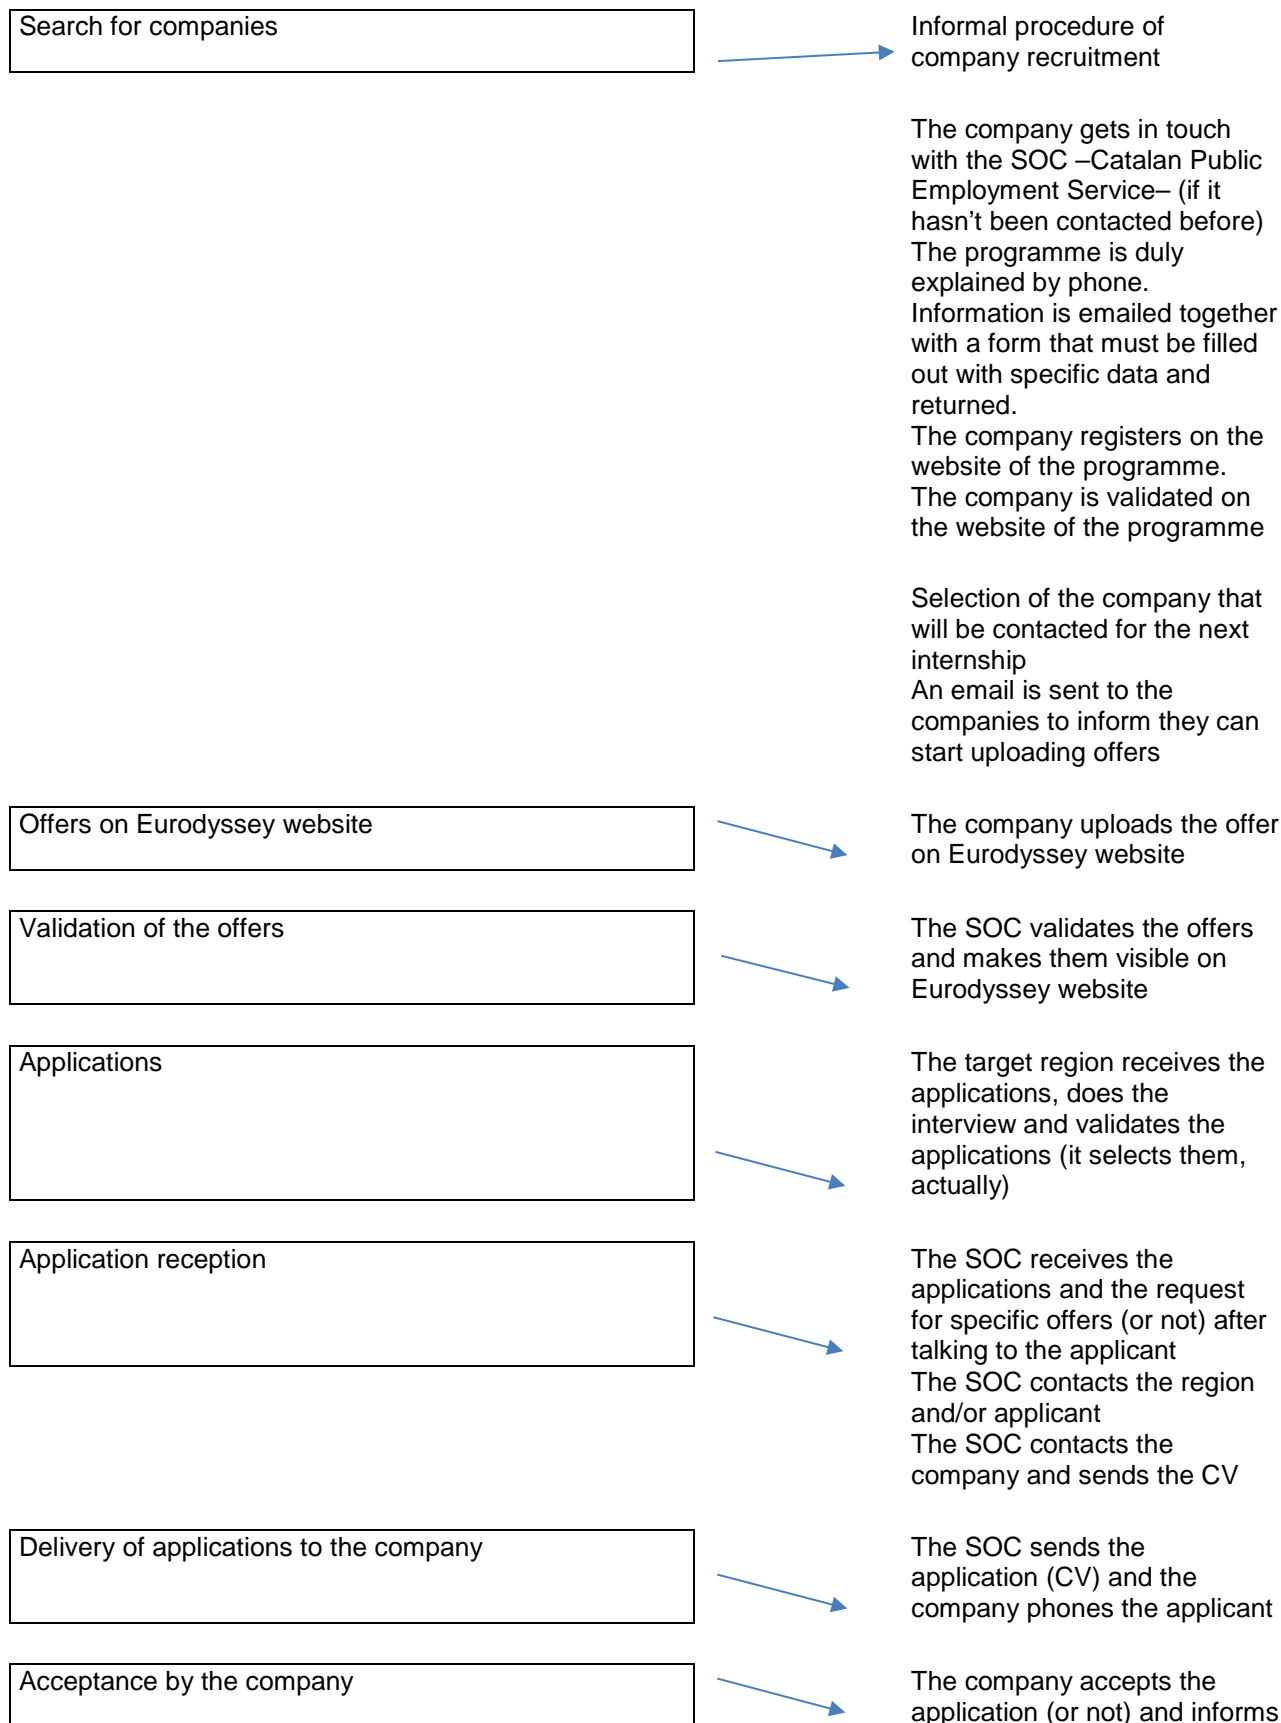 Search for companies
Informal procedure of
company recruitment
The company gets in touch
with the SOC –Catalan Public
Employment Service– (if it
hasn’t been contacted before)
The programme is duly
explained by phone.
Information is emailed together
with a form that must be filled
out with specific data and
returned.
The company registers on the
website of the programme.
The company is validated on
the website of the programme
Selection of the company that
will be contacted for the next
internship
An email is sent to the
companies to inform they can
start uploading offers
Offers on Eurodyssey website
The company uploads the offer
on Eurodyssey website
Validation of the offers
The SOC validates the offers
and makes them visible on
Eurodyssey website
Applications
The target region receives the
applications, does the
interview and validates the
applications (it selects them,
actually)
Application reception
The SOC receives the
applications and the request
for specific offers (or not) after
talking to the applicant
The SOC contacts the region
and/or applicant
The SOC contacts the
company and sends the CV
Delivery of applications to the company
The SOC sends the
application (CV) and the
company phones the applicant
Acceptance by the company
The company accepts the
application (or not) and informs